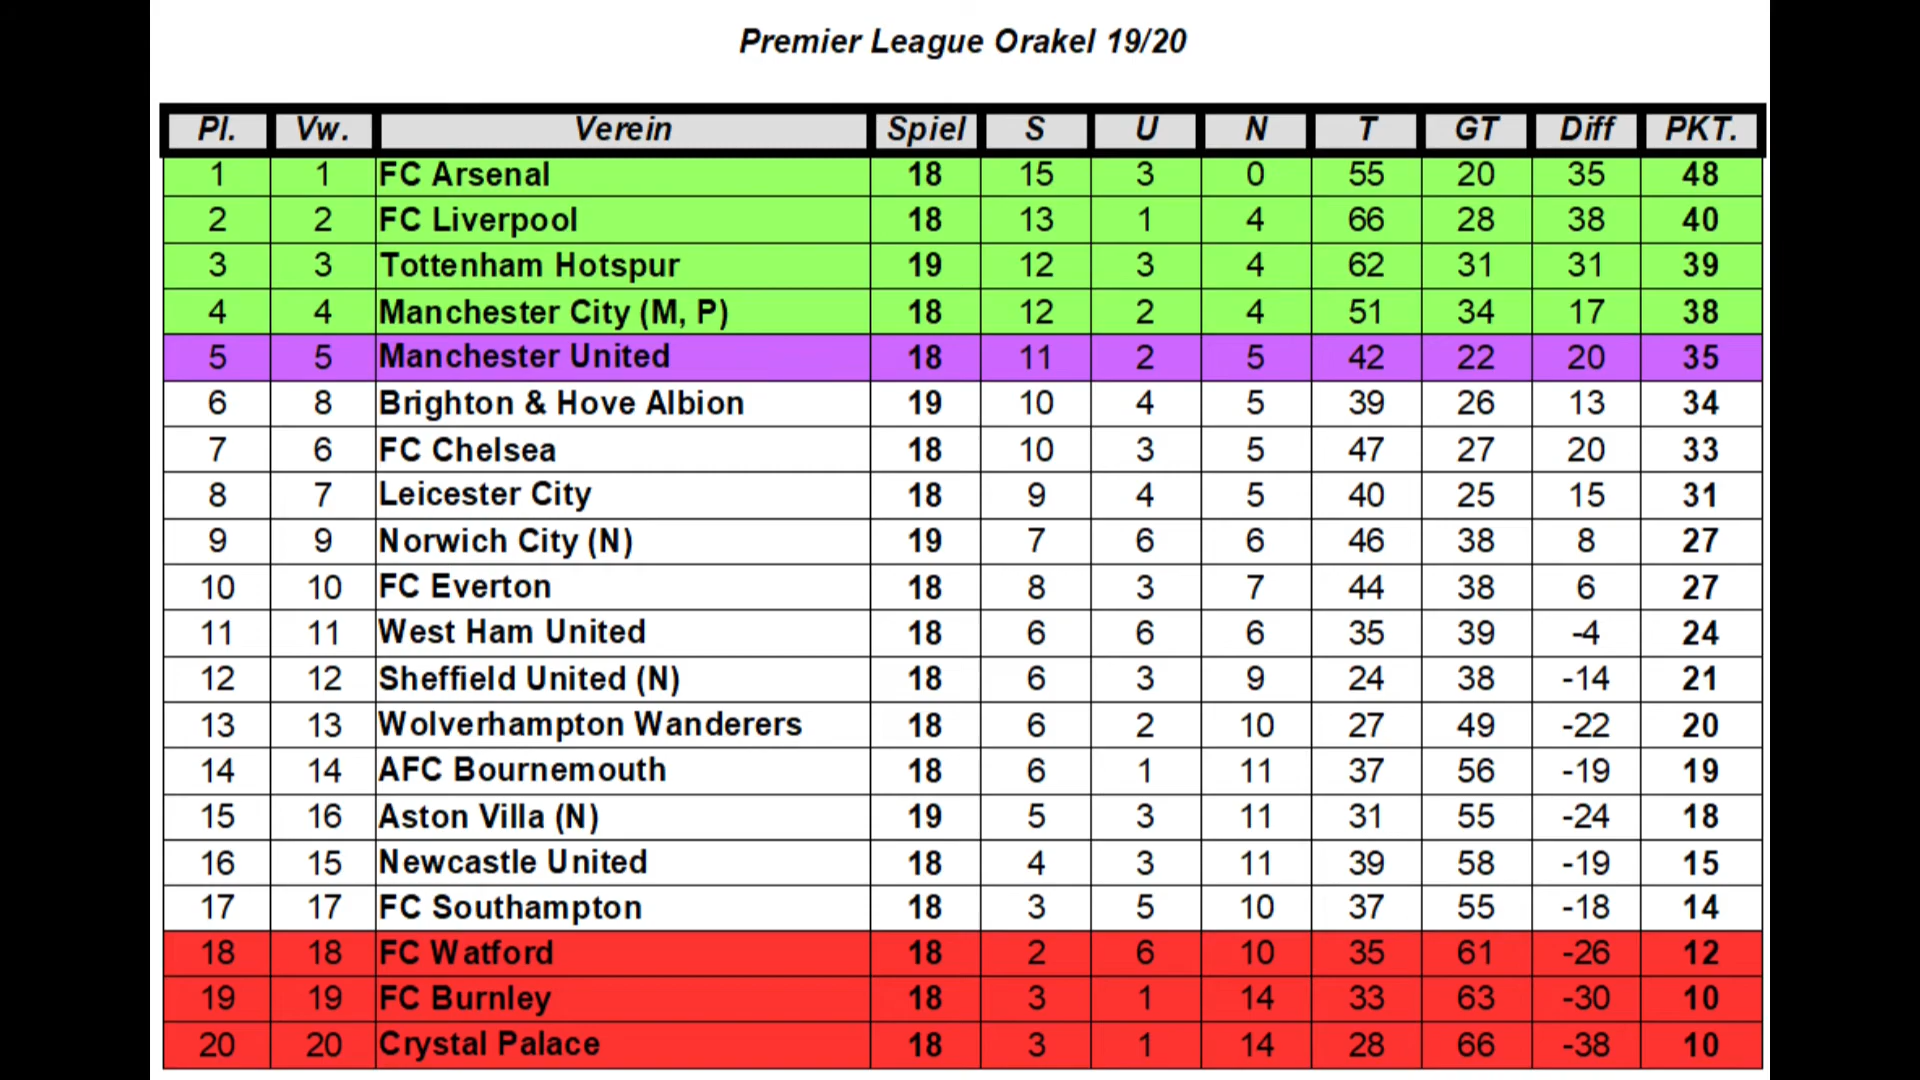 Premier League Orakel 19/20
Pl. Vw. Verein Spiel S U N T GT Diff PKT.
1 1 FC Arsenal 18 15 3 0 55 20 35 48
2 2 FC Liverpool 18 13 1 4 66 28 38 40
3 3 Tottenham Hotspur 19 12 3 4 62 31 31 39
4 4 Manchester City (M, P) 18 12 2 4 51 34 17 38
5 5 Manchester United 18 11 2 5 42 22 20 35
6 8 Brighton & Hove Albion 19 10 4 5 39 26 13 34
7 6 FC Chelsea 18 10 3 5 47 27 20 33
8 7 Leicester City 18 9 4 5 40 25 15 31
9 9 Norwich City (N) 19 7 6 6 46 38 8 27
10 10 FC Everton 18 8 3 7 44 38 6 27
11 11 West Ham United 18 6 6 6 35 39 -4 24
12 12 Sheffield United (N) 18 6 3 9 24 38 -14 21
13 13 Wolverhampton Wanderers 18 6 2 10 27 49 -22 20
14 14 AFC Bournemouth 18 6 1 11 37 56 -19 19
15 16 Aston Villa (N) 19 5 3 11 31 55 -24 18
16 15 Newcastle United 18 4 3 11 39 58 -19 15
17 17 FC Southampton 18 3 5 10 37 55 -18 14
18 18 FC Watford 18 2 6 10 35 61 -26 12
19 19 FC Burnley 18 3 1 14 33 63 -30 10
20 20 Crystal Palace 18 3 1 14 28 66 -38 10